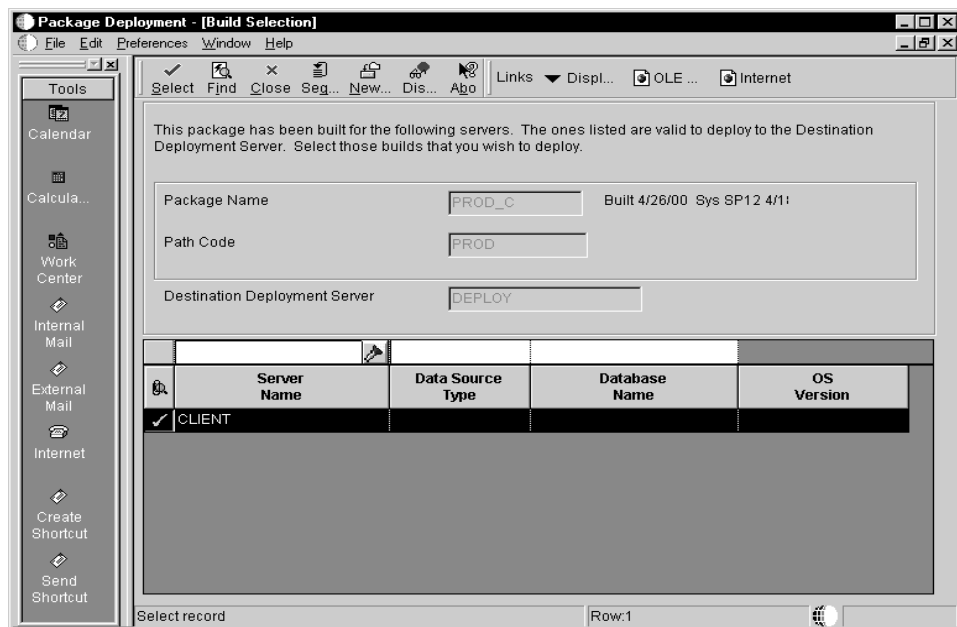 Package Deployment - [Build Selection]
File Edit Preferences Window Help
Tools
Calendar
Calcula...
Work
Center
Internal
Mail
External
Mail
Internet
Create
Shortcut
Send
Shortcut
Select Find Close Seq... New... Dis... Abo Links Displ... OLE ... Internet
This package has been built for the following servers. The ones listed are valid to deploy to the Destination
Deployment Server. Select those builds that you wish to deploy.
Package Name PROD_C Built 4/26/00 Sys SP12 4/1
Path Code PROD
Destination Deployment Server DEPLOY
Server
Name
Data Source
Type
Database
Name
OS
Version
CLIENT
Select record Row:1